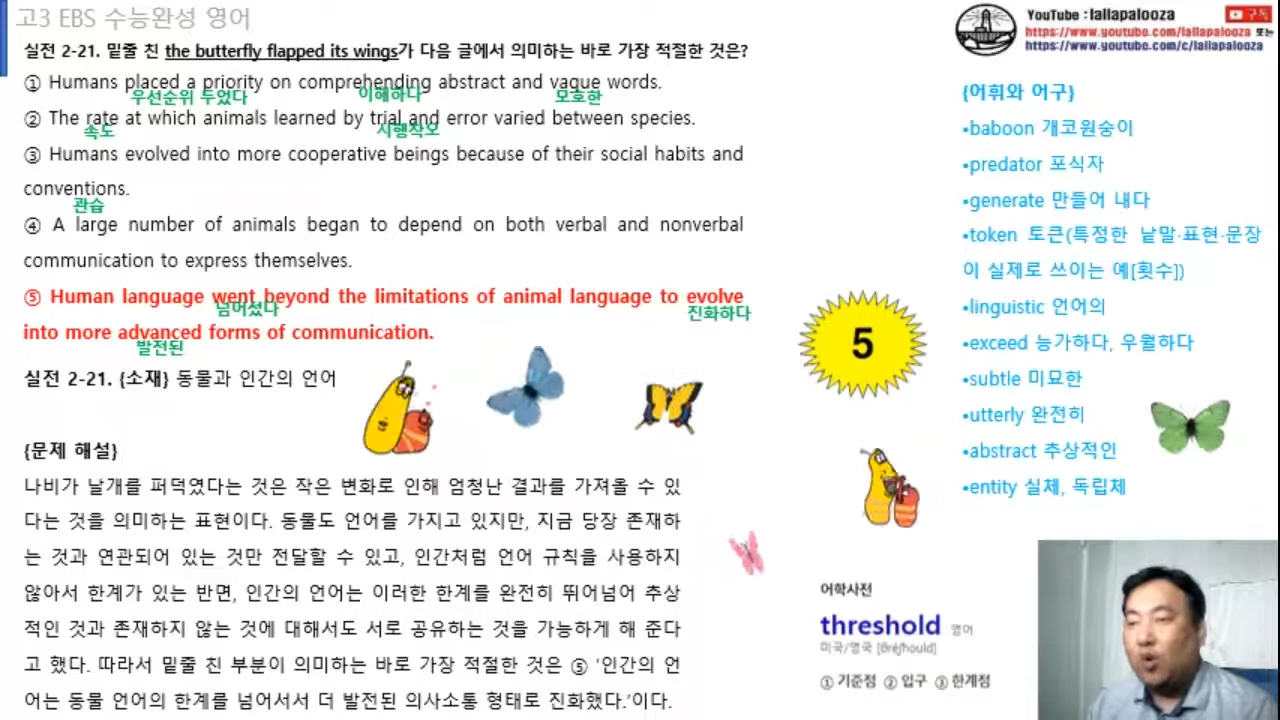 고3 EBS 수능완성 영어
실전 2-21. 밑줄 친 the butterfly flapped its wings가 다음 글에서 의미하는 바로 가장 적절한 것은?
① Humans placed a priority on comprehending abstract and vague words.
우선순위 두었다 이해하다 모호한
② The rate at which animals learned by trial and error varied between species.
속도 시행착오
③ Humans evolved into more cooperative beings because of their social habits and
conventions.
관습
④ A large number of animals began to depend on both verbal and nonverbal
communication to express themselves.
⑤ Human language went beyond the limitations of animal language to evolve
넘어섰다 진화하다
into more advanced forms of communication.
발전된
실전 2-21. {소재} 동물과 인간의 언어
{문제 해설}
나비가 날개를 퍼덕였다는 것은 작은 변화로 인해 엄청난 결과를 가져올 수 있
다는 것을 의미하는 표현이다. 동물도 언어를 가지고 있지만, 지금 당장 존재하
는 것과 연관되어 있는 것만 전달할 수 있고, 인간처럼 언어 규칙을 사용하지
않아서 한계가 있는 반면, 인간의 언어는 이러한 한계를 완전히 뛰어넘어 추상
적인 것과 존재하지 않는 것에 대해서도 서로 공유하는 것을 가능하게 해 준다
고 했다. 따라서 밑줄 친 부분이 의미하는 바로 가장 적절한 것은 ⑤ '인간의 언
어는 동물 언어의 한계를 넘어서서 더 발전된 의사소통 형태로 진화했다.'이다.
5
YouTube : lallapalooza 구독
https://www.youtube.com/lallapalooza 또는
https://www.youtube.com/c/lallapalooza
{어휘와 어구}
•baboon 개코원숭이
•predator 포식자
•generate 만들어 내다
•token 토큰(특정한 낱말·표현·문장
이 실제로 쓰이는 예[횟수])
•linguistic 언어의
•exceed 능가하다, 우월하다
•subtle 미묘한
•utterly 완전히
•abstract 추상적인
•entity 실체, 독립체
어학사전
threshold 영어
미국/영국
① 기준점 ② 입구 ③ 한계점